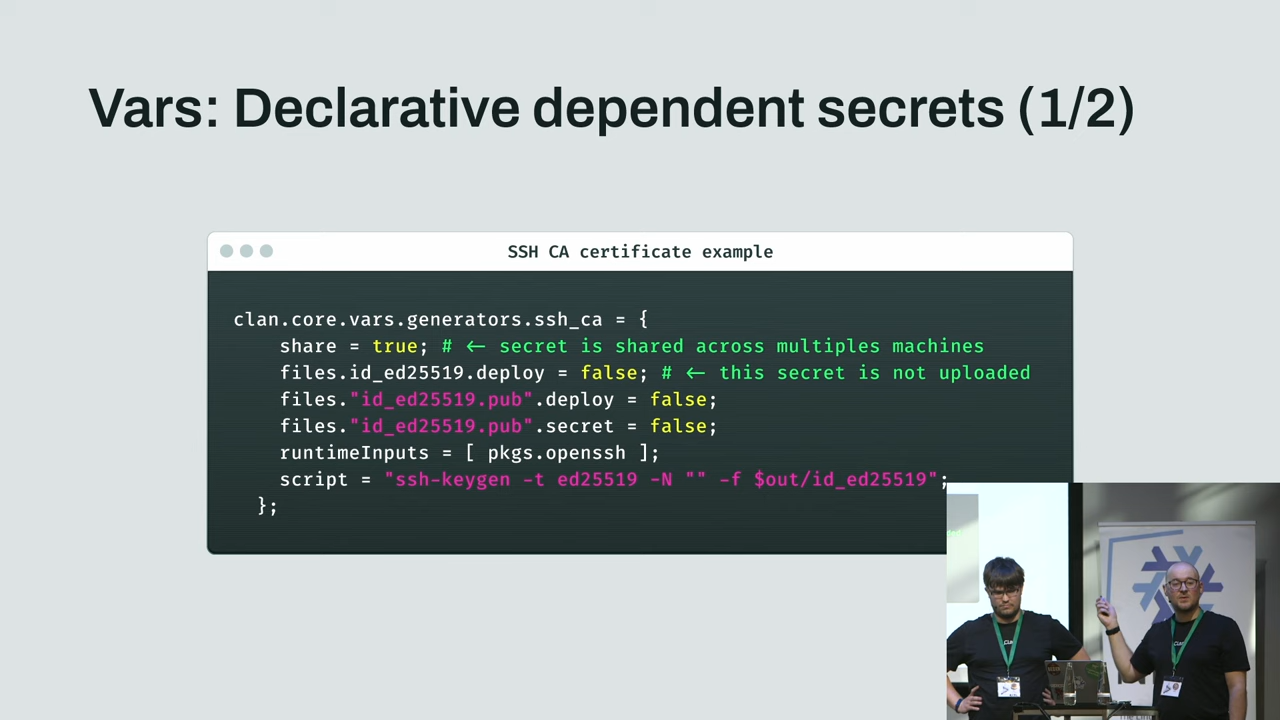 Vars: Declarative dependent secrets (1/2)
SSH CA certificate example
clan.core.vars.generators.ssh_ca = {
share = true; # <- secret is shared across multiples machines
files.id_ed25519.deploy = false; # <- this secret is not uploaded
files."id_ed25519.pub".deploy = false;
files."id_ed25519.pub".secret = false;
runtimeInputs = [ pkgs.openssh ];
script = "ssh-keygen -t ed25519 -N "" -f $out/id_ed25519";
};